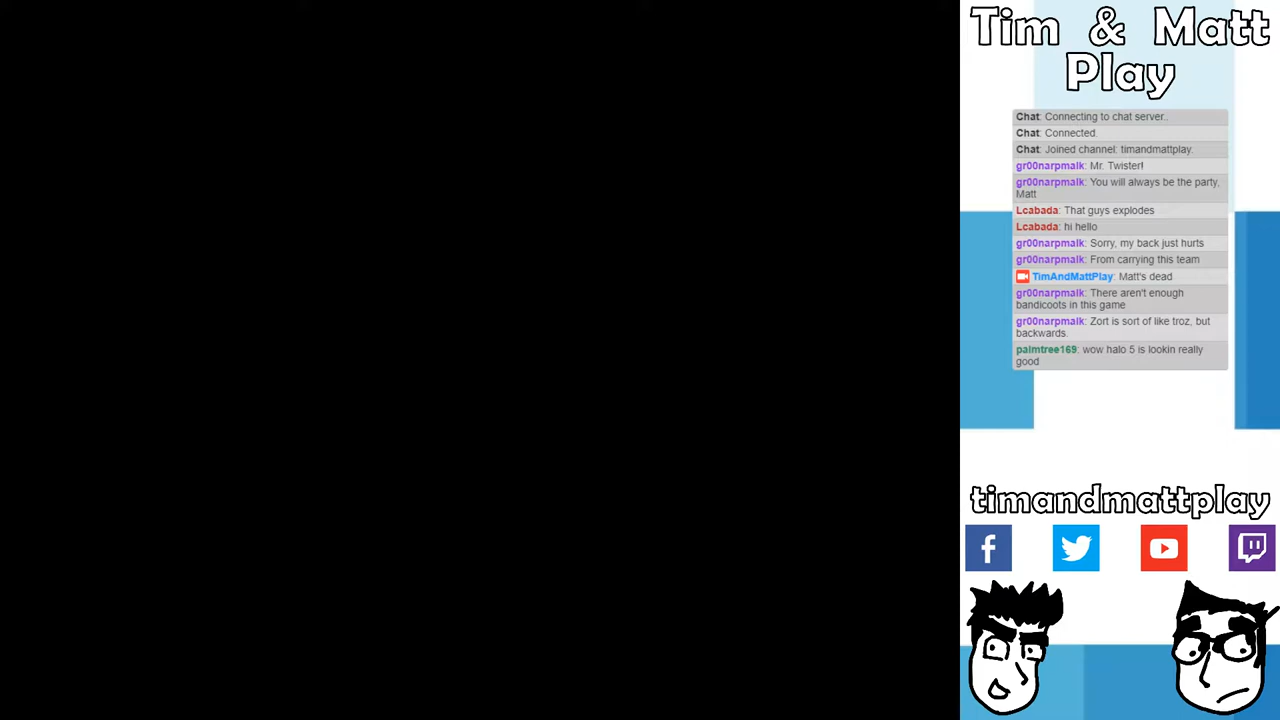 Tim & Matt
Play
Chat: Connecting to chat server..
Chat: Connected.
Chat: Joined channel: timandmattplay.
gr00narpmalk: Mr. Twister!
gr00narpmalk: You will always be the party,
Matt
Lcabada: That guys explodes
Lcabada: hi hello
gr00narpmalk: Sorry, my back just hurts
gr00narpmalk: From carrying this team
TimAndMattPlay: Matt's dead
gr00narpmalk: There aren't enough
bandicoots in this game
gr00narpmalk: Zort is sort of like troz, but
backwards.
palmtree169: wow halo 5 is lookin really
good
timandmattplay